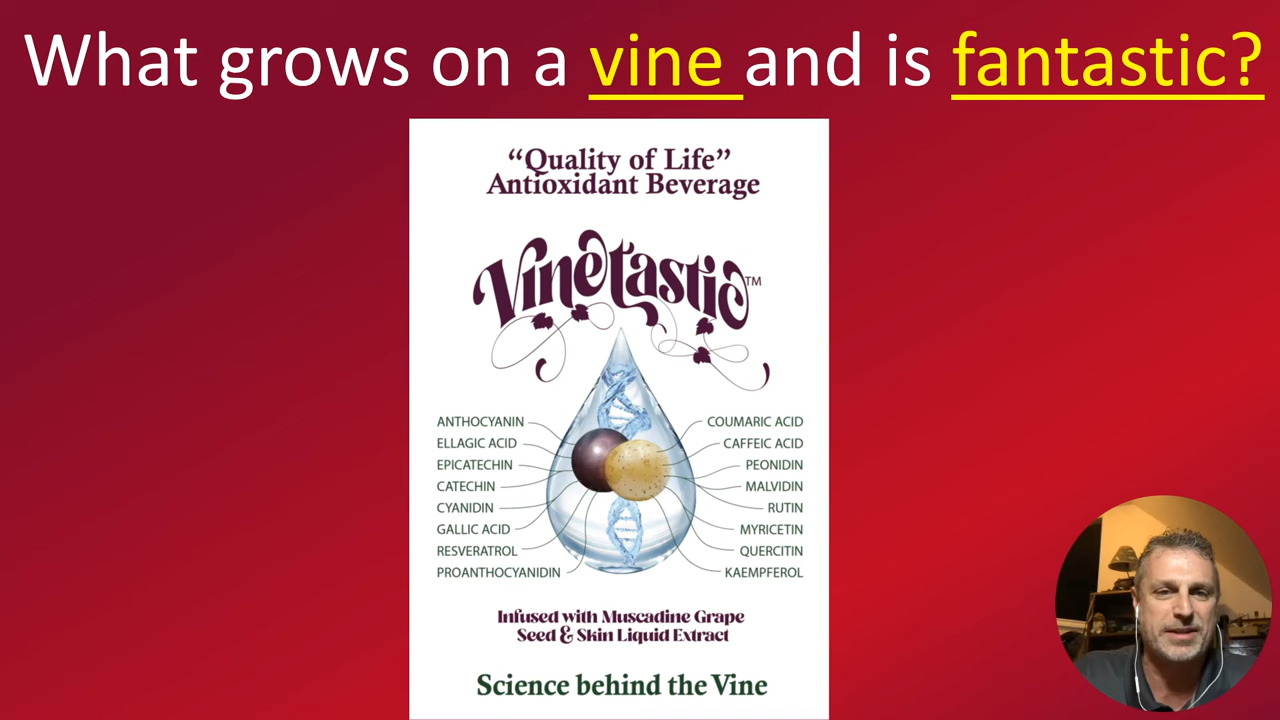 What grows on a vine and is fantastic?
“Quality of Life”
Antioxidant Beverage
Vinetastic™
ANTHOCYANIN
ELLAGIC ACID
EPICATECHIN
CATECHIN
CYANIDIN
GALLIC ACID
RESVERATROL
PROANTHOCYANIDIN
COUMARIC ACID
CAFFEIC ACID
PEONIDIN
MALVIDIN
RUTIN
MYRICETIN
QUERCITIN
KAEMPFEROL
Infused with Muscadine Grape
Seed & Skin Liquid Extract
Science behind the Vine